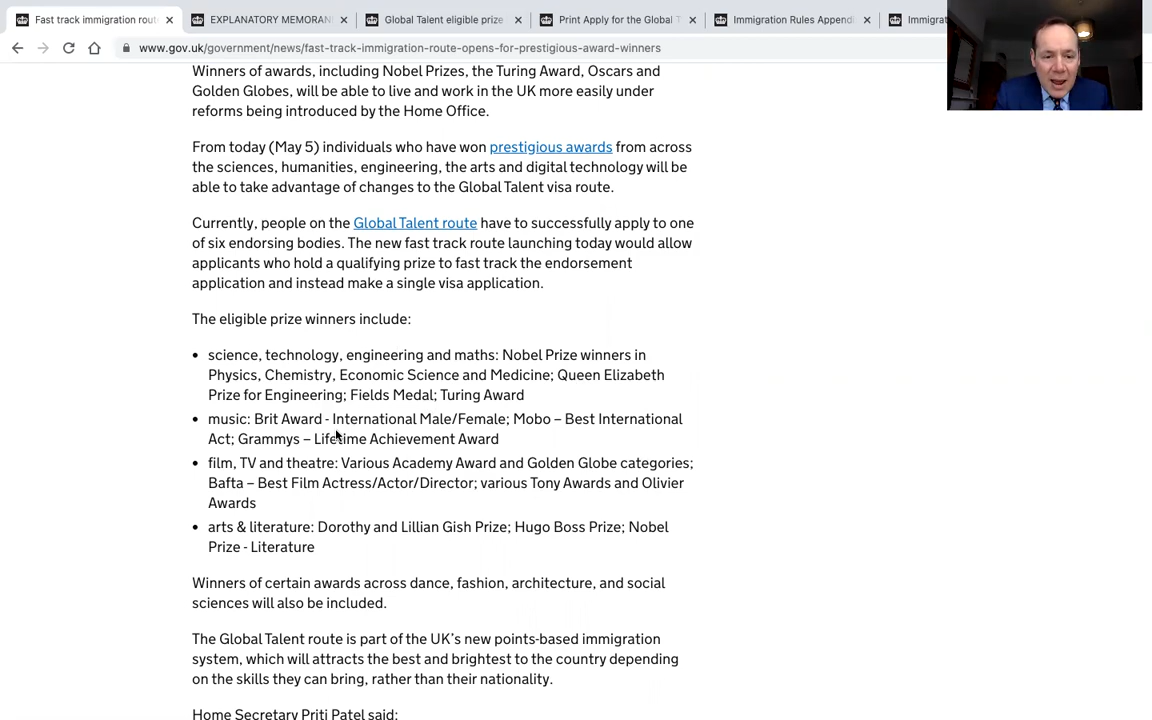 Fast track immigration rout
EXPLANATORY MEMORAN
Global Talent eligible prize
Print Apply for the Global T
Immigration Rules Appendi
Immigrat
www.gov.uk/government/news/fast-track-immigration-route-opens-for-prestigious-award-winners
Winners of awards, including Nobel Prizes, the Turing Award, Oscars and
Golden Globes, will be able to live and work in the UK more easily under
reforms being introduced by the Home Office.
From today (May 5) individuals who have won prestigious awards from across
the sciences, humanities, engineering, the arts and digital technology will be
able to take advantage of changes to the Global Talent visa route.
Currently, people on the Global Talent route have to successfully apply to one
of six endorsing bodies. The new fast track route launching today would allow
applicants who hold a qualifying prize to fast track the endorsement
application and instead make a single visa application.
The eligible prize winners include:
• science, technology, engineering and maths: Nobel Prize winners in
Physics, Chemistry, Economic Science and Medicine; Queen Elizabeth
Prize for Engineering; Fields Medal; Turing Award
• music: Brit Award - International Male/Female; Mobo – Best International
Act; Grammys – Lifetime Achievement Award
• film, TV and theatre: Various Academy Award and Golden Globe categories;
Bafta – Best Film Actress/Actor/Director; various Tony Awards and Olivier
Awards
• arts & literature: Dorothy and Lillian Gish Prize; Hugo Boss Prize; Nobel
Prize - Literature
Winners of certain awards across dance, fashion, architecture, and social
sciences will also be included.
The Global Talent route is part of the UK's new points-based immigration
system, which will attracts the best and brightest to the country depending
on the skills they can bring, rather than their nationality.
Home Secretary Priti Patel said: